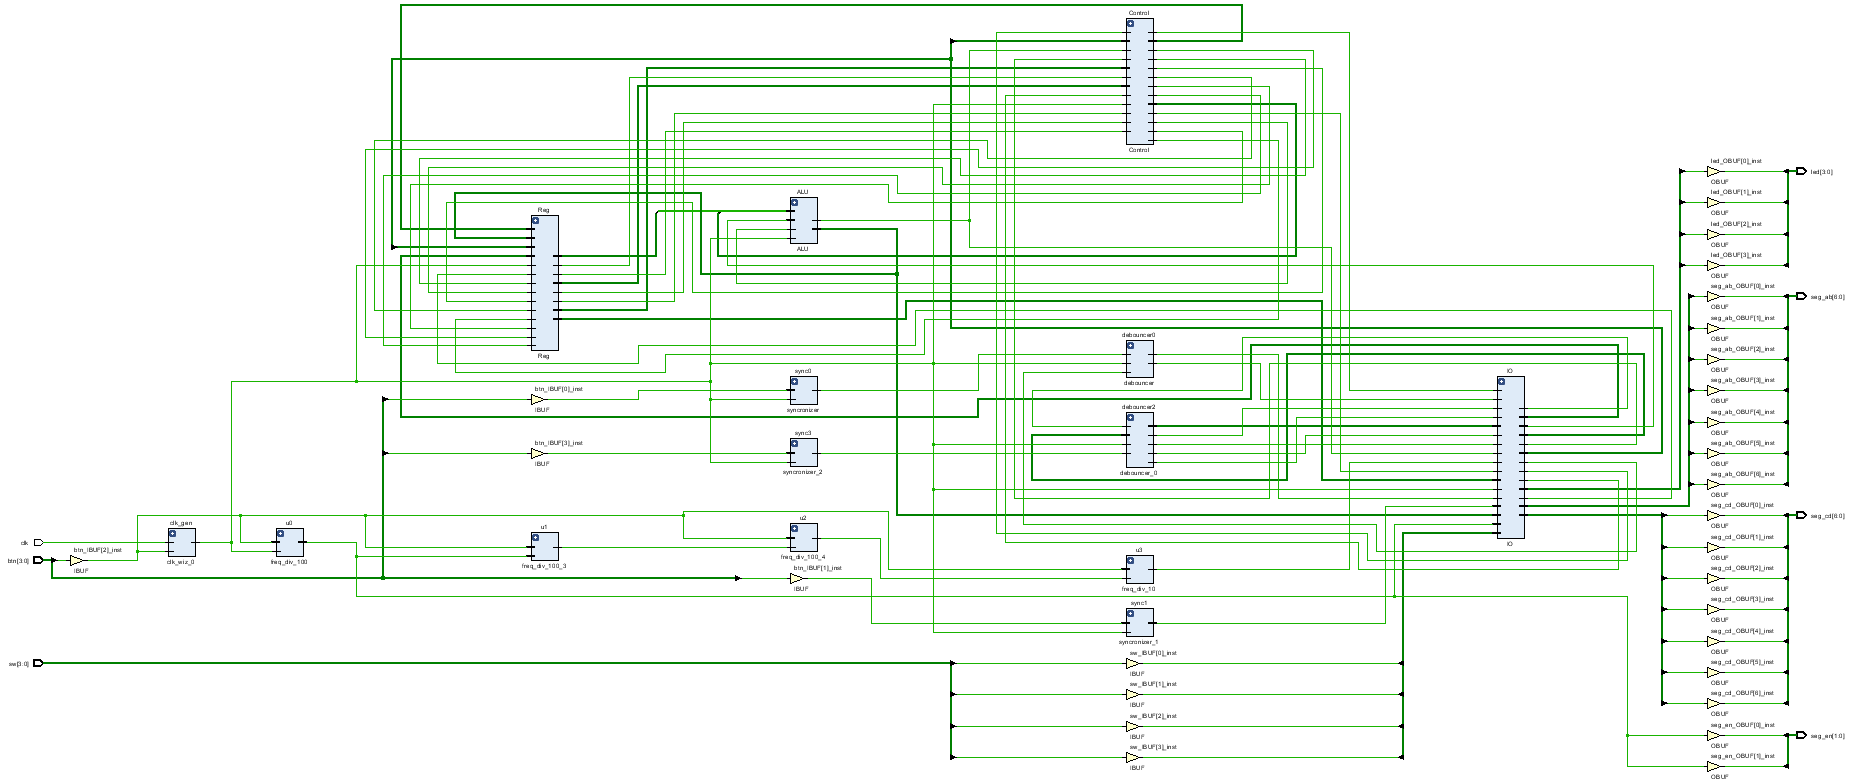 Control
Control
ALU
ALU
Reg
Reg
led_OBUF[0]_inst
OBUF
led[3:0]
led_OBUF[1]_inst
OBUF
led_OBUF[2]_inst
OBUF
led_OBUF[3]_inst
OBUF
seg_ab_OBUF[0]_inst
OBUF
seg_ab[6:0]
seg_ab_OBUF[1]_inst
OBUF
seg_ab_OBUF[2]_inst
OBUF
seg_ab_OBUF[3]_inst
OBUF
seg_ab_OBUF[4]_inst
OBUF
seg_ab_OBUF[5]_inst
OBUF
seg_ab_OBUF[6]_inst
OBUF
debouncer0
debouncer
sync0
syncronizer
btn_IBUF[0]_inst
IBUF
IO
IO
debouncer2
debouncer_0
sync3
syncronizer_2
btn_IBUF[3]_inst
IBUF
clk
btn[3:0]
btn_IBUF[2]_inst
IBUF
clk_gen
clk_wiz_0
u0
freq_div_100
u1
freq_div_100_3
u2
freq_div_100_4
btn_IBUF[1]_inst
IBUF
u3
freq_div_10
sync1
syncronizer_1
seg_cd_OBUF[0]_inst
OBUF
seg_cd[6:0]
seg_cd_OBUF[1]_inst
OBUF
seg_cd_OBUF[2]_inst
OBUF
seg_cd_OBUF[3]_inst
OBUF
seg_cd_OBUF[4]_inst
OBUF
seg_cd_OBUF[5]_inst
OBUF
seg_cd_OBUF[6]_inst
OBUF
sw[3:0]
sw_IBUF[0]_inst
IBUF
sw_IBUF[1]_inst
IBUF
sw_IBUF[2]_inst
IBUF
sw_IBUF[3]_inst
IBUF
seg_en_OBUF[0]_inst
OBUF
seg_en[1:0]
seg_en_OBUF[1]_inst
OBUF